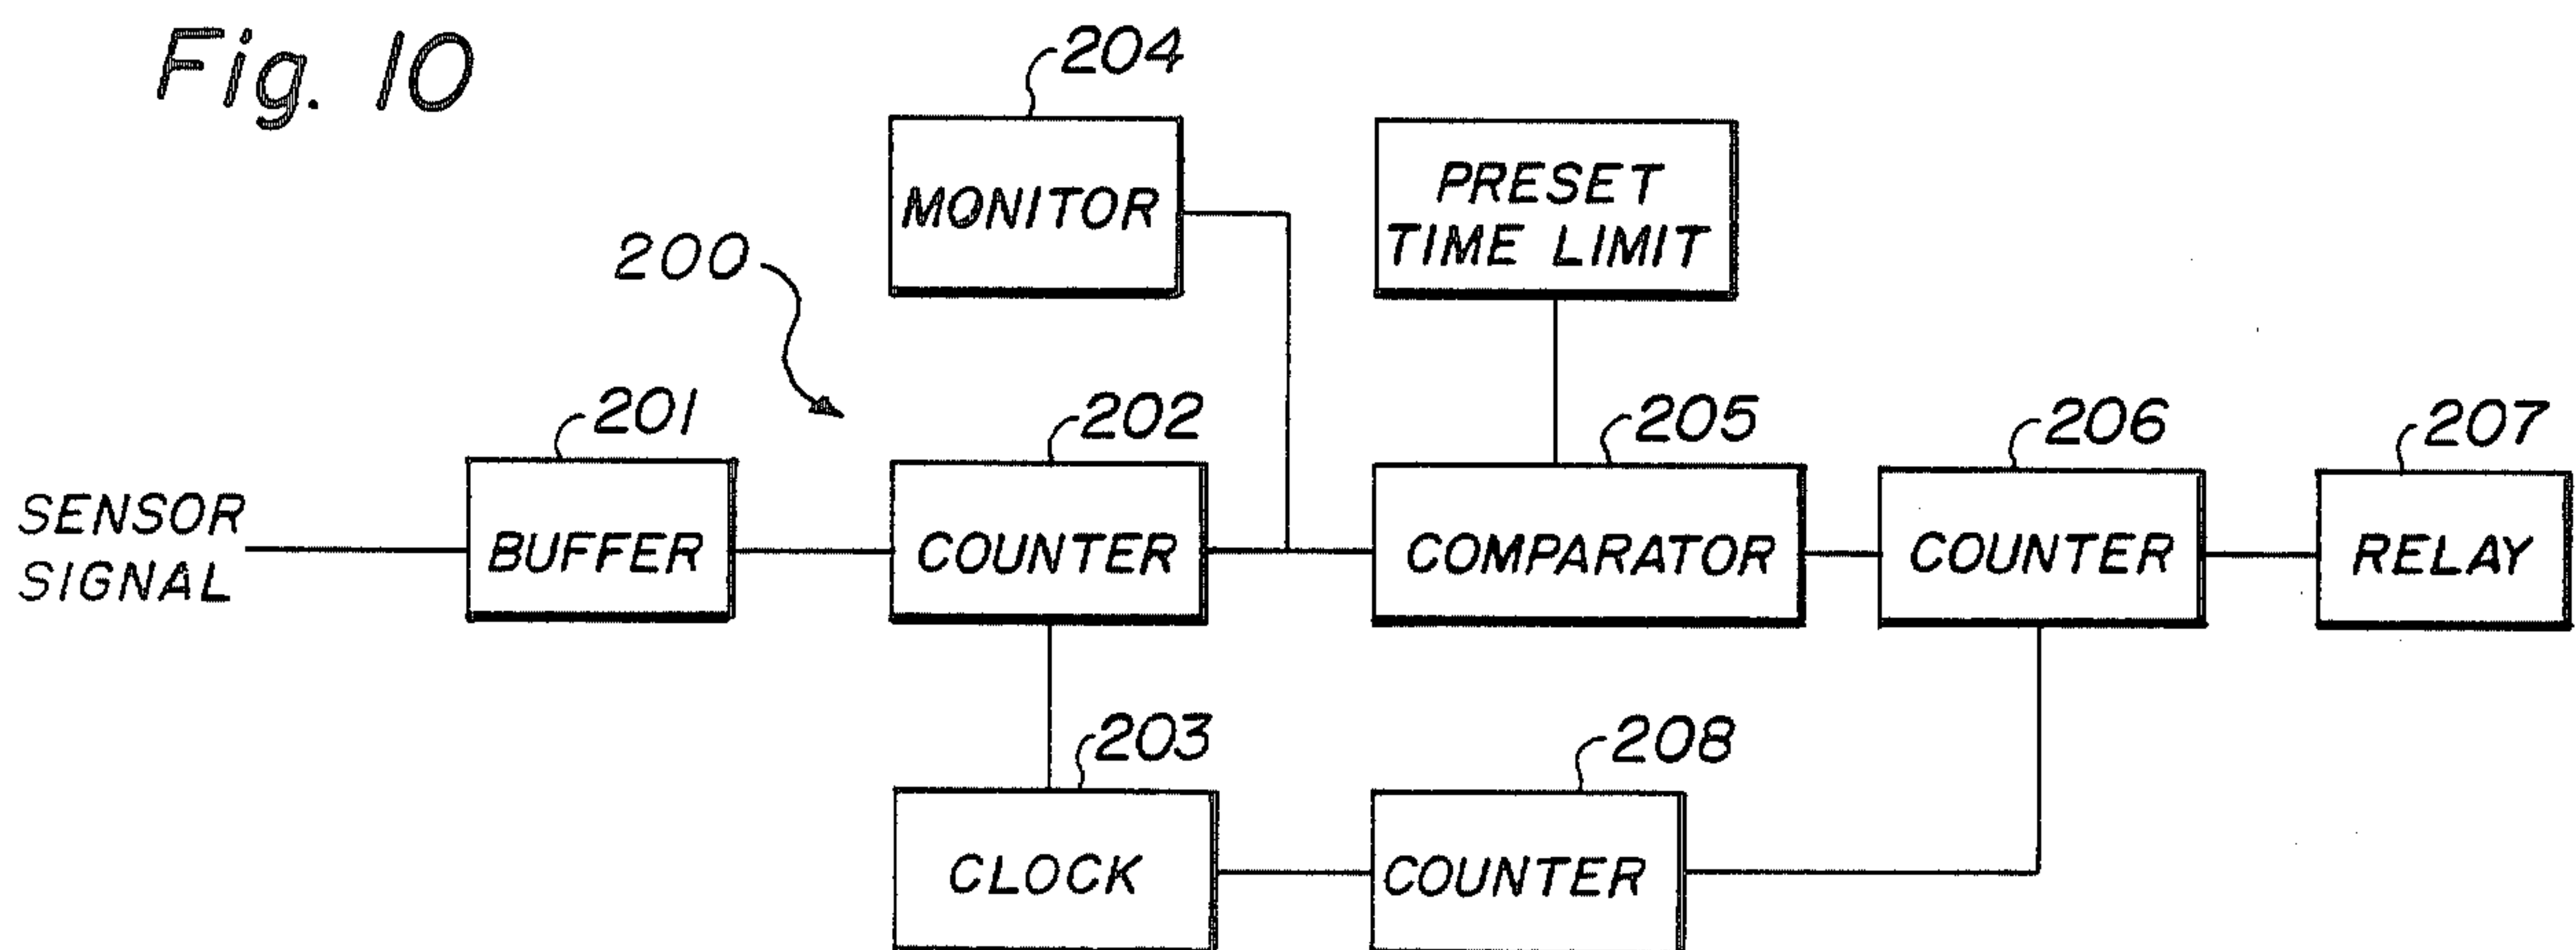 Fig. 10
204
MONITOR
PRESET
TIME LIMIT
200
201
202
205
206
207
SENSOR
SIGNAL
BUFFER
COUNTER
COMPARATOR
COUNTER
RELAY
203
208
CLOCK
COUNTER